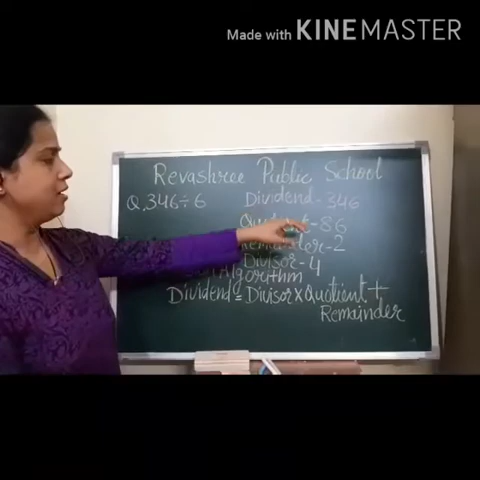 Made with KINEMASTER
Revashree Public School
Q.346÷6 Dividend-346
-86
Remainder-2
Divisor-4
Algorithm
Dividend = Divisor x Quotient +
Remainder